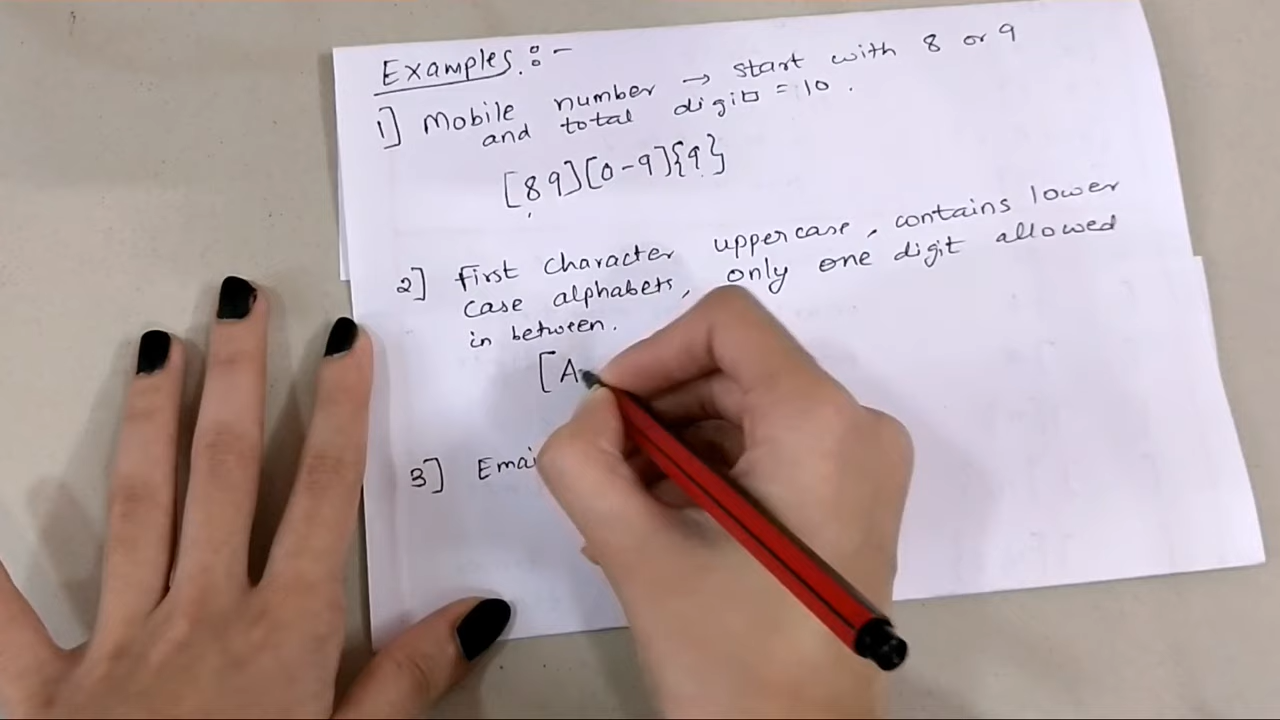 Examples :-
1] Mobile number → start with 8 or 9
and total digits = 10.
[89][0-9]{9}
2] first character uppercase, contains lower
case alphabets, only one digit allowed
in between.
[A
3] Emai